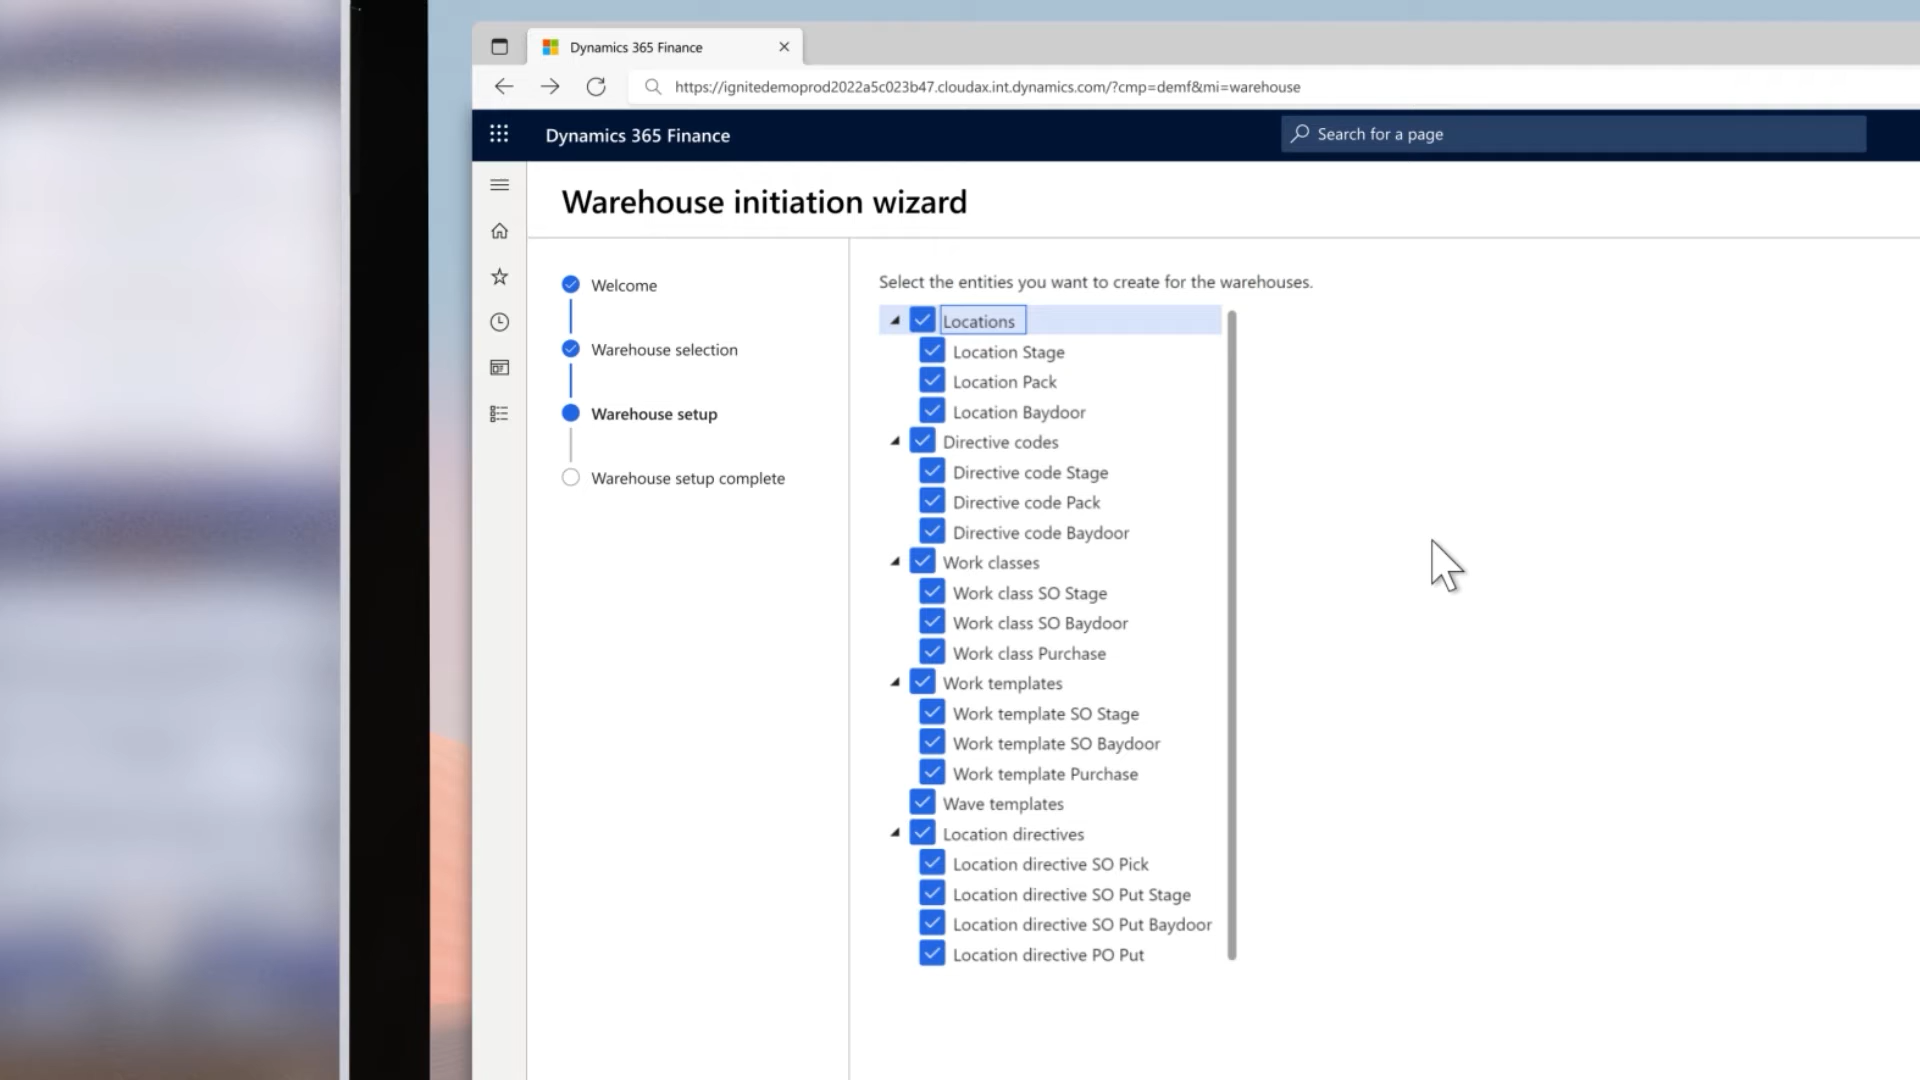 Dynamics 365 Finance
https://ignitedemoprod2022a5c023b47.cloudax.int.dynamics.com/?cmp=demf&mi=warehouse
Dynamics 365 Finance
Search for a page
Warehouse initiation wizard
Welcome
Warehouse selection
Warehouse setup
Warehouse setup complete
Select the entities you want to create for the warehouses.
Locations
Location Stage
Location Pack
Location Baydoor
Directive codes
Directive code Stage
Directive code Pack
Directive code Baydoor
Work classes
Work class SO Stage
Work class SO Baydoor
Work class Purchase
Work templates
Work template SO Stage
Work template SO Baydoor
Work template Purchase
Wave templates
Location directives
Location directive SO Pick
Location directive SO Put Stage
Location directive SO Put Baydoor
Location directive PO Put